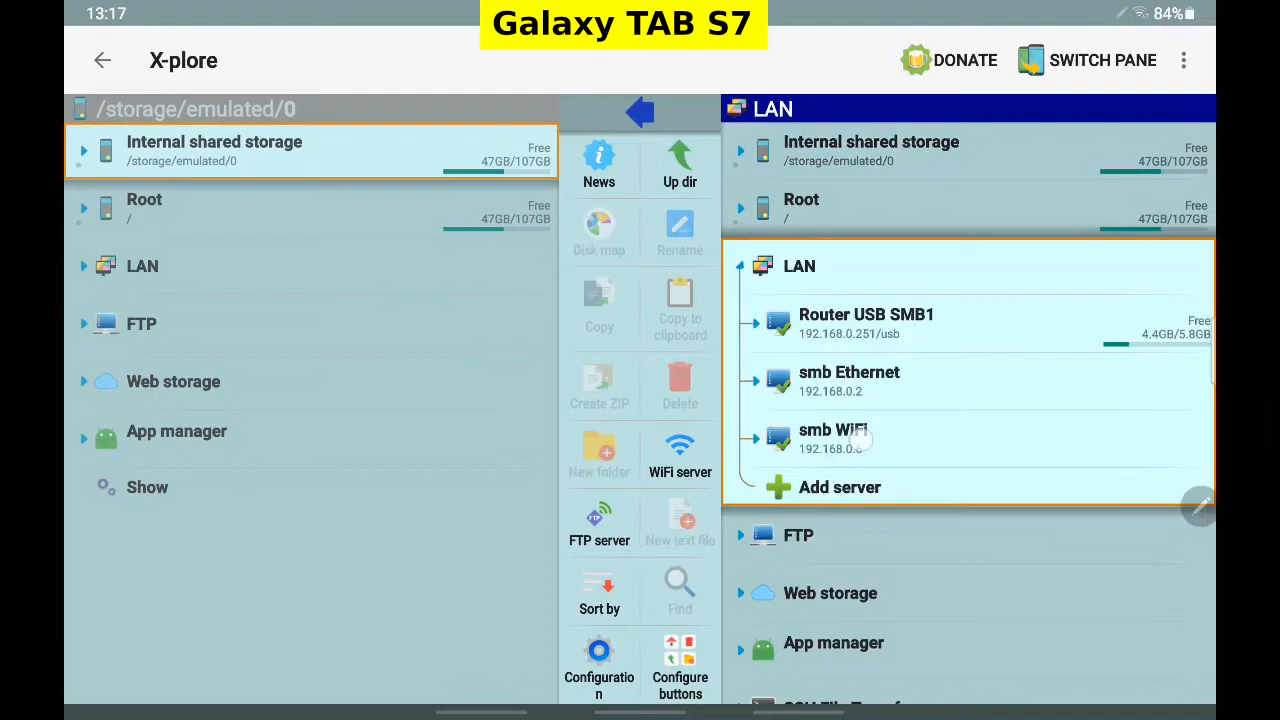 13:17
Galaxy TAB S7
84%
X-plore
DONATE
SWITCH PANE
/storage/emulated/0
Internal shared storage
/storage/emulated/0
Free
47GB/107GB
Root
/
Free
47GB/107GB
LAN
FTP
Web storage
App manager
Show
News
Up dir
Disk map
Rename
Copy
Copy to
clipboard
Create ZIP
Delete
New folder
WiFi server
FTP server
New text file
Sort by
Find
Configuratio
n
Configure
buttons
LAN
Internal shared storage
/storage/emulated/0
Free
47GB/107GB
Root
/
Free
47GB/107GB
LAN
Router USB SMB1
192.168.0.251/usb
Free
4.4GB/5.8GB
smb Ethernet
192.168.0.2
smb WiFi
192.168.0.6
Add server
FTP
Web storage
App manager